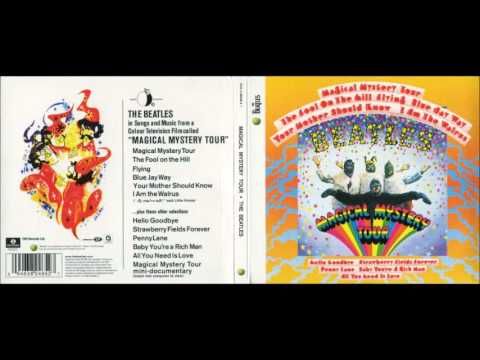 THE BEATLES
in Songs and Music from a
Colour Television Film called
"MAGICAL MYSTERY TOUR"
Magical Mystery Tour
The Fool on the Hill
Flying
Blue Jay Way
Your Mother Should Know
I Am the Walrus
...plus these other selections
Hello Goodbye
Strawberry Fields Forever
Penny Lane
Baby You're a Rich Man
All You Need is Love
Magical Mystery Tour
mini-documentary
MAGICAL MYSTERY TOUR • THE BEATLES
Magical Mystery Tour
The Fool On The Hill Flying Blue Jay Way
Your Mother Should Know I Am The Walrus
BEATLES
MAGICAL MYSTERY
TOUR
Hello Goodbye Strawberry Fields Forever
Penny Lane Baby You're A Rich Man
All You Need Is Love